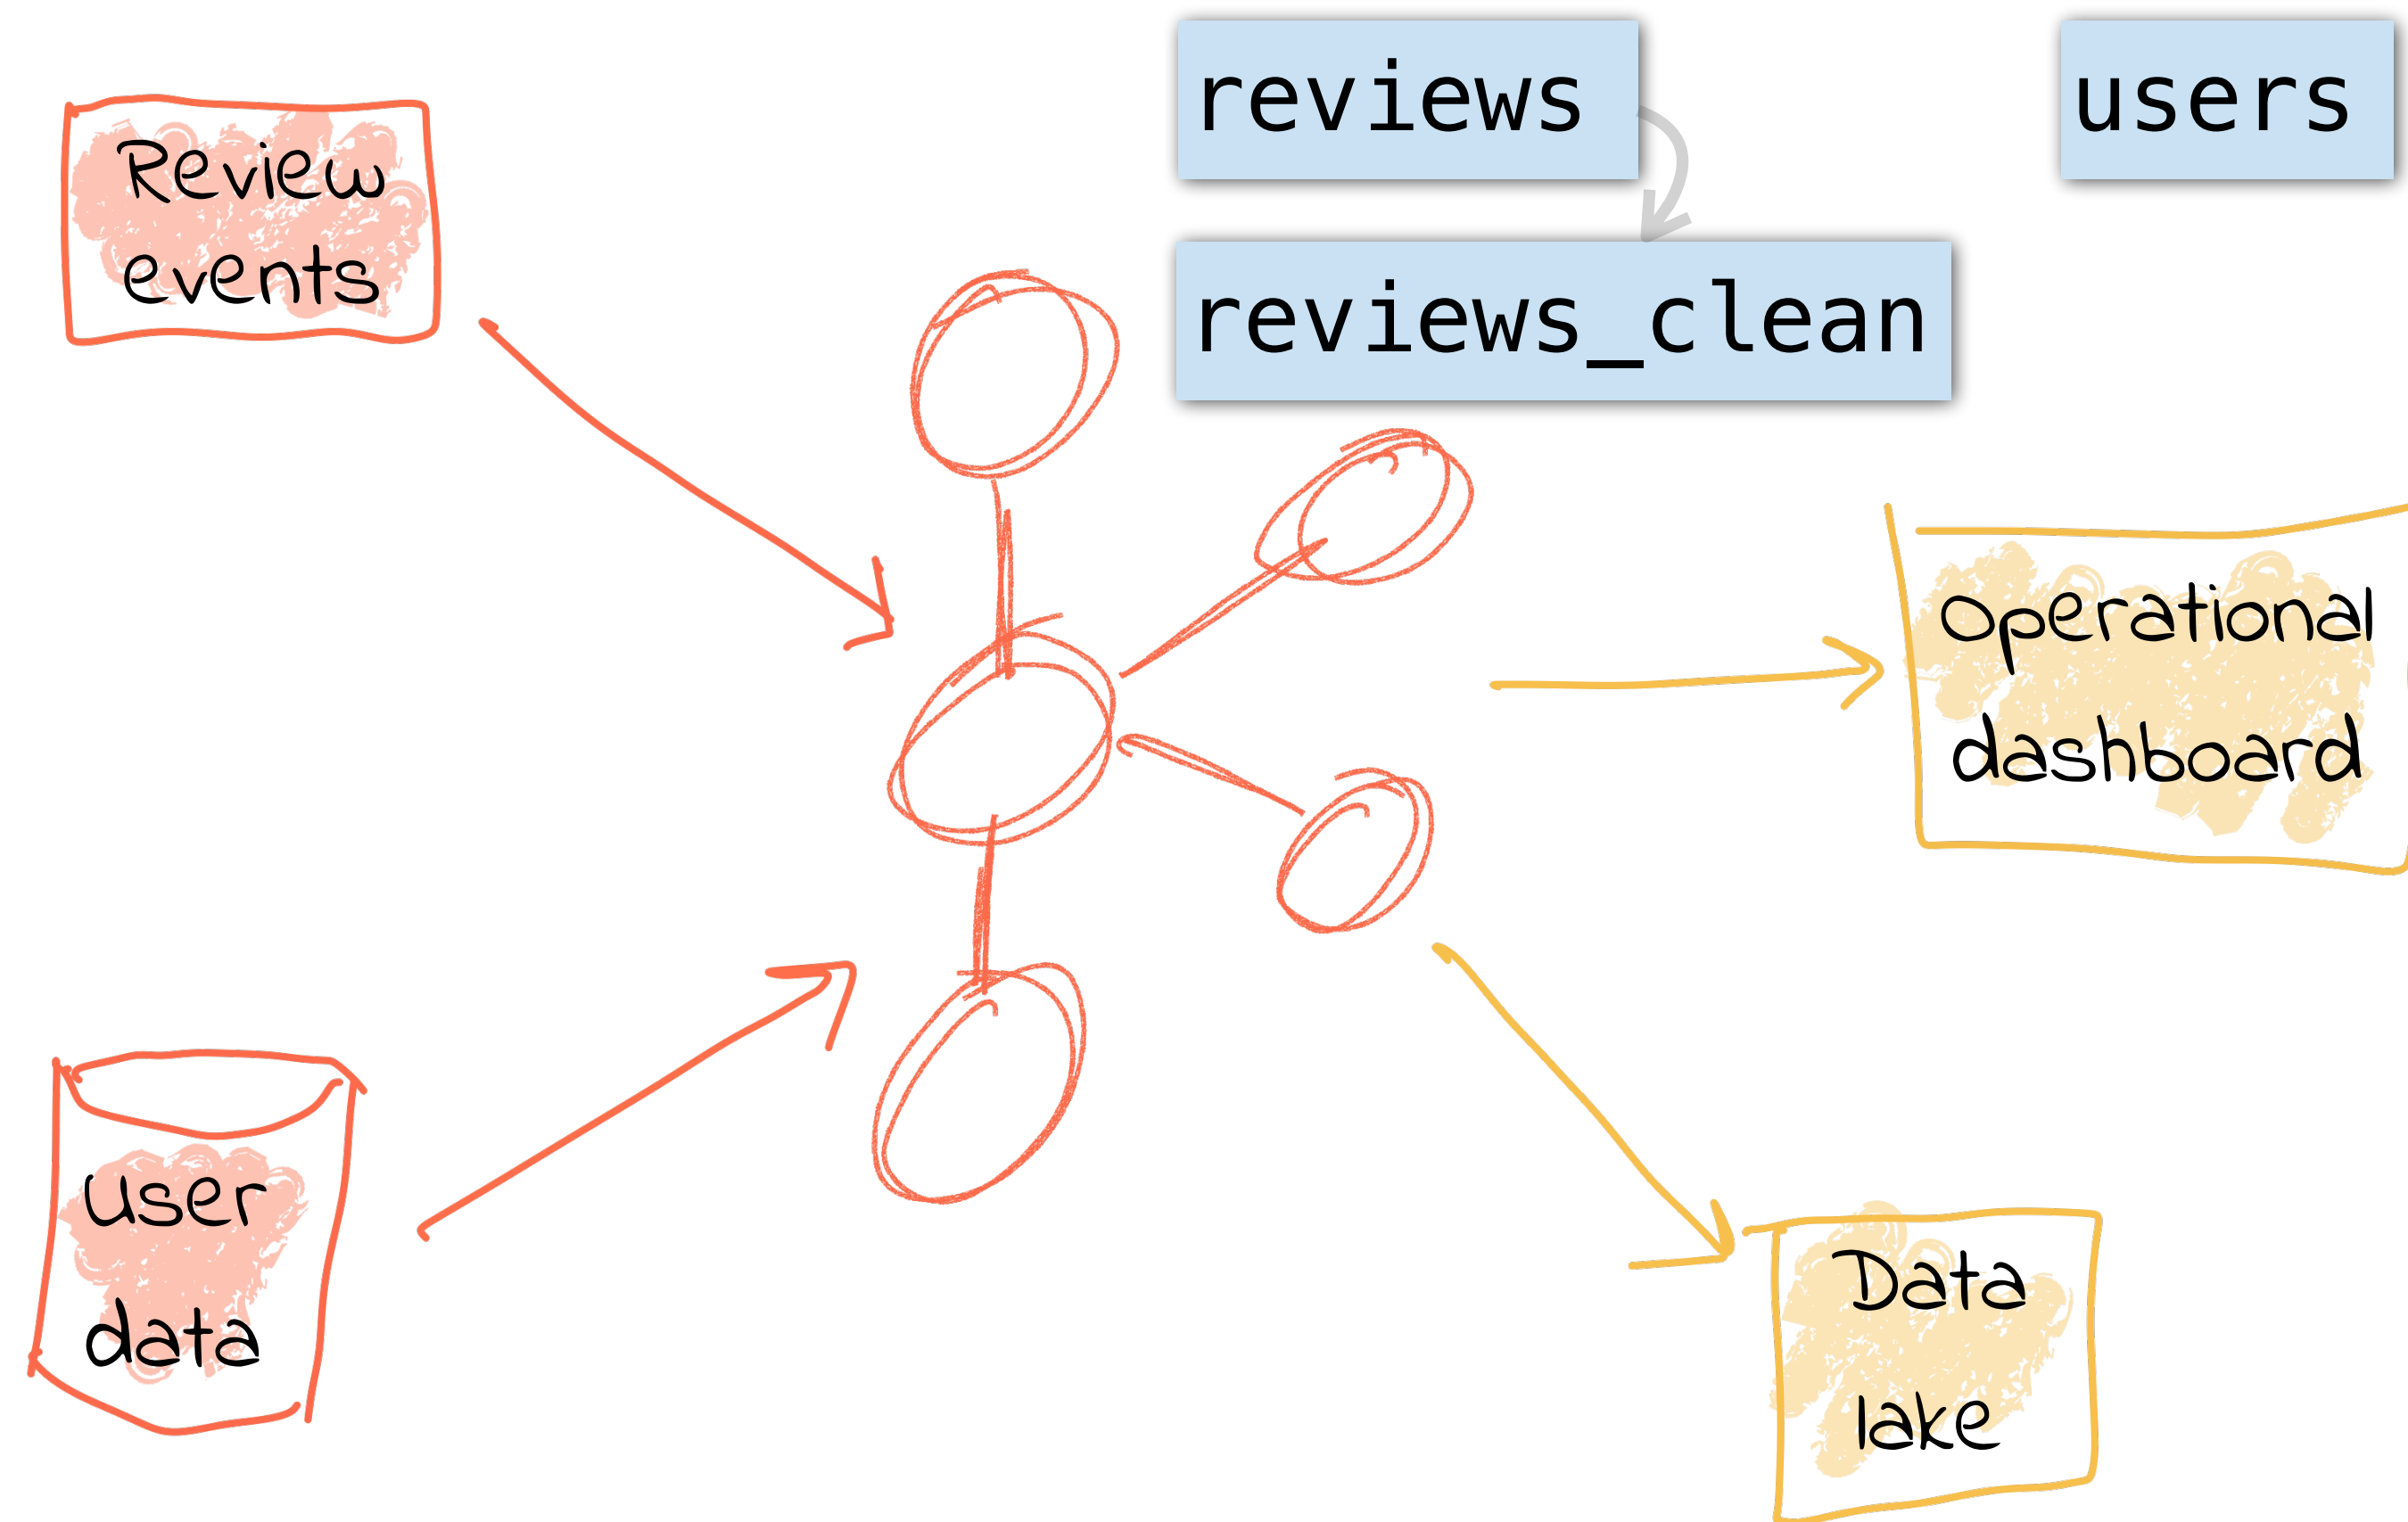 reviews
users
Review
events
reviews_clean
Operational
dashboard
User
data
Data
lake